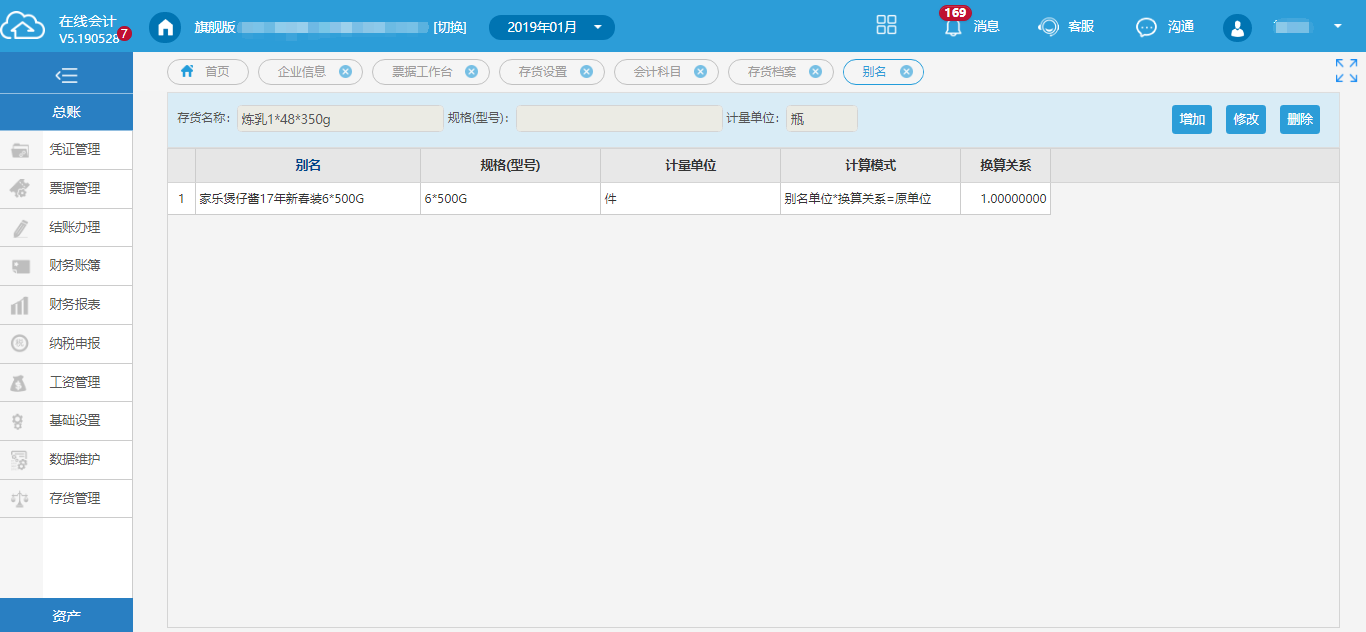 在线会计
V5.190528
7
旗舰版
[切换]
2019年01月
169
消息
客服
沟通
首页
企业信息
票据工作台
存货设置
会计科目
存货档案
别名
总账
凭证管理
票据管理
结账办理
财务账簿
财务报表
纳税申报
工资管理
基础设置
数据维护
存货管理
资产
存货名称: 炼乳1*48*350g 规格(型号): 计量单位: 瓶
增加 修改 删除
别名 规格(型号) 计量单位 计算模式 换算关系
1 家乐煲仔酱17年新春装6*500G 6*500G 件 别名单位*换算关系=原单位 1.00000000